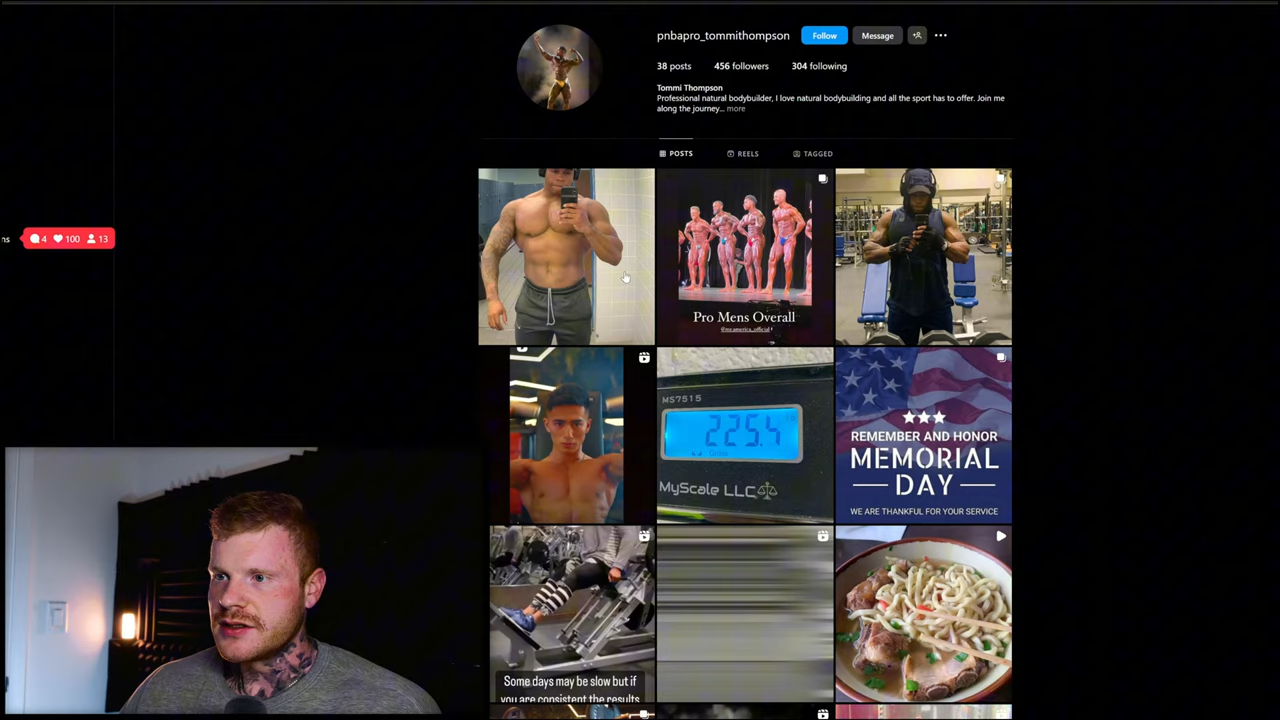 pnbapro_tommithompson Follow Message
38 posts 456 followers 304 following
Tommi Thompson
Professional natural bodybuilder, I love natural bodybuilding and all the sport has to offer. Join me
along the journey... more
POSTS REELS TAGGED
ns 4 100 13
Pro Mens Overall
@mr.america_official
MS7515
225.4
MyScale LLC
REMEMBER AND HONOR
MEMORIAL
DAY
WE ARE THANKFUL FOR YOUR SERVICE
Some days may be slow but if
you are consistent the results